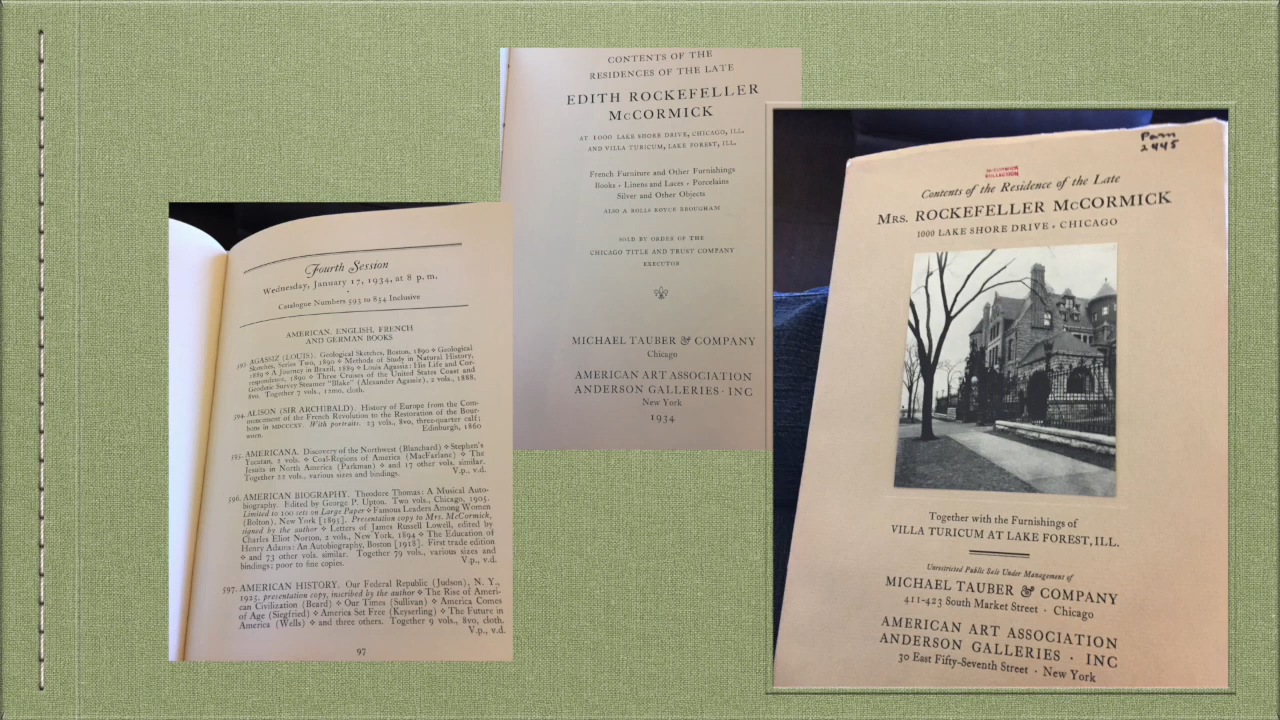 Fourth Session
Wednesday, January 17, 1934, at 8 p. m.
Catalogue Numbers 593 to 854 Inclusive
AMERICAN, ENGLISH, FRENCH
AND GERMAN BOOKS
593. AGASSIZ (LOUIS). Geological Sketches, Boston, 1890 ❖ Geological
Sketches, Series Two, 1890 ❖ Methods of Study in Natural History,
1889 ❖ A Journey in Brazil, 1889 ❖ Louis Agassiz: His Life and Cor-
respondence, 1890 ❖ Three Cruises of the United States Coast and
Geodetic Survey Steamer "Blake" (Alexander Agassiz), 2 vols., 1888.
8vo. Together 7 vols., 12mo, cloth.
594. ALISON (SIR ARCHIBALD). History of Europe from the Com-
mencement of the French Revolution to the Restoration of the Bour-
bons in MDCCCXV. With portraits. 23 vols., 8vo, three-quarter calf;
worn. Edinburgh, 1860
595. AMERICANA. Discovery of the Northwest (Blanchard) ❖ Stephen's
Yucatan, 2 vols. ❖ Coal-Regions of America (MacFarlane) ❖ The
Jesuits in North America (Parkman) ❖ and 17 other vols. similar.
Together 22 vols., various sizes and bindings. V.p., v.d.
596. AMERICAN BIOGRAPHY. Theodore Thomas: A Musical Auto-
biography. Edited by George P. Upton. Two vols., Chicago, 1905.
Limited to 100 sets on Large Paper ❖ Famous Leaders Among Women
(Bolton), New York [1895]. Presentation copy to Mrs. McCormick,
signed by the author ❖ Letters of James Russell Lowell, edited by
Charles Eliot Norton, 2 vols., New York, 1894 ❖ The Education of
Henry Adams: An Autobiography, Boston [1918]. First trade edition
❖ and 73 other vols. similar. Together 79 vols., various sizes and
bindings; poor to fine copies. V.p., v.d.
597. AMERICAN HISTORY. Our Federal Republic (Judson), N. Y.,
1925, presentation copy, inscribed by the author ❖ The Rise of Ameri-
can Civilization (Beard) ❖ Our Times (Sullivan) ❖ America Comes
of Age (Siegfried) ❖ America Set Free (Keyserling) ❖ The Future in
America (Wells) ❖ and three others. Together 9 vols., 8vo, cloth.
V.p., v.d.
97
CONTENTS OF THE
RESIDENCES OF THE LATE
EDITH ROCKEFELLER
McCORMICK
AT 1000 LAKE SHORE DRIVE, CHICAGO, ILL.
AND VILLA TURICUM, LAKE FOREST, ILL.
French Furniture and Other Furnishings
Books · Linens and Laces · Porcelains
Silver and Other Objects
ALSO A ROLLS ROYCE BROUGHAM
SOLD BY ORDER OF THE
CHICAGO TITLE AND TRUST COMPANY
EXECUTOR
MICHAEL TAUBER & COMPANY
Chicago
AMERICAN ART ASSOCIATION
ANDERSON GALLERIES · INC
New York
1934
Pam
2445
McCORMICK
COLLECTION
Contents of the Residence of the Late
MRS. ROCKEFELLER McCORMICK
1000 LAKE SHORE DRIVE · CHICAGO
Together with the Furnishings of
VILLA TURICUM AT LAKE FOREST, ILL.
Unrestricted Public Sale Under Management of
MICHAEL TAUBER & COMPANY
411-423 South Market Street · Chicago
AMERICAN ART ASSOCIATION
ANDERSON GALLERIES · INC
30 East Fifty-Seventh Street · New York